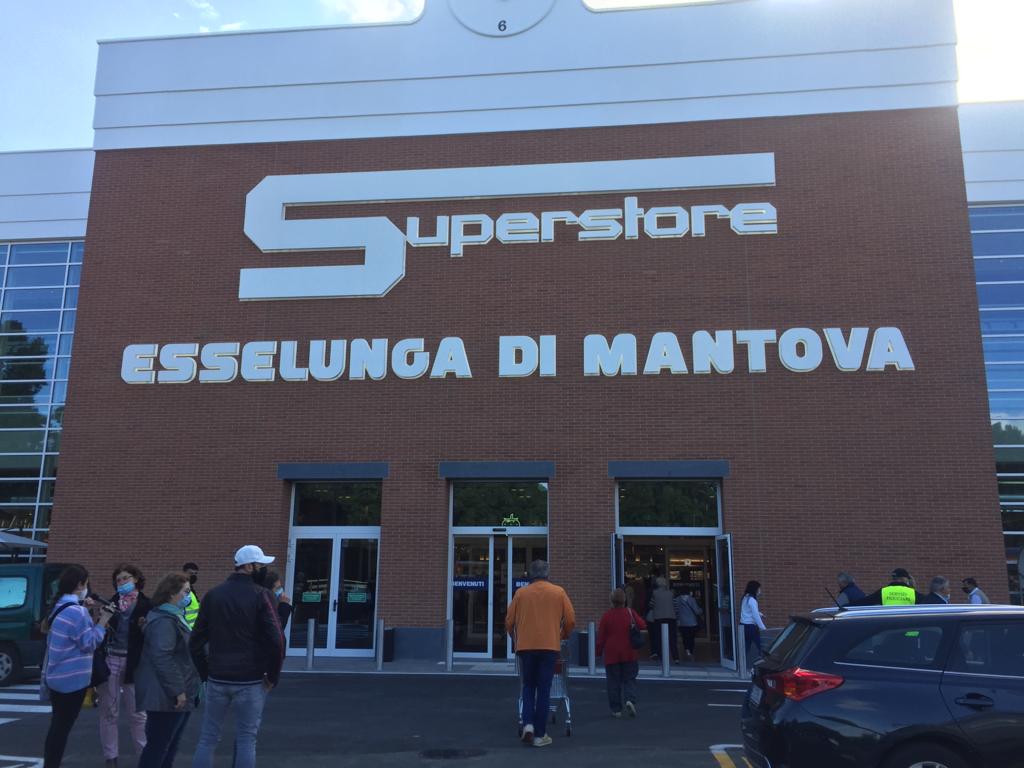 6
Superstore
ESSELUNGA DI MANTOVA
BENVENUTI